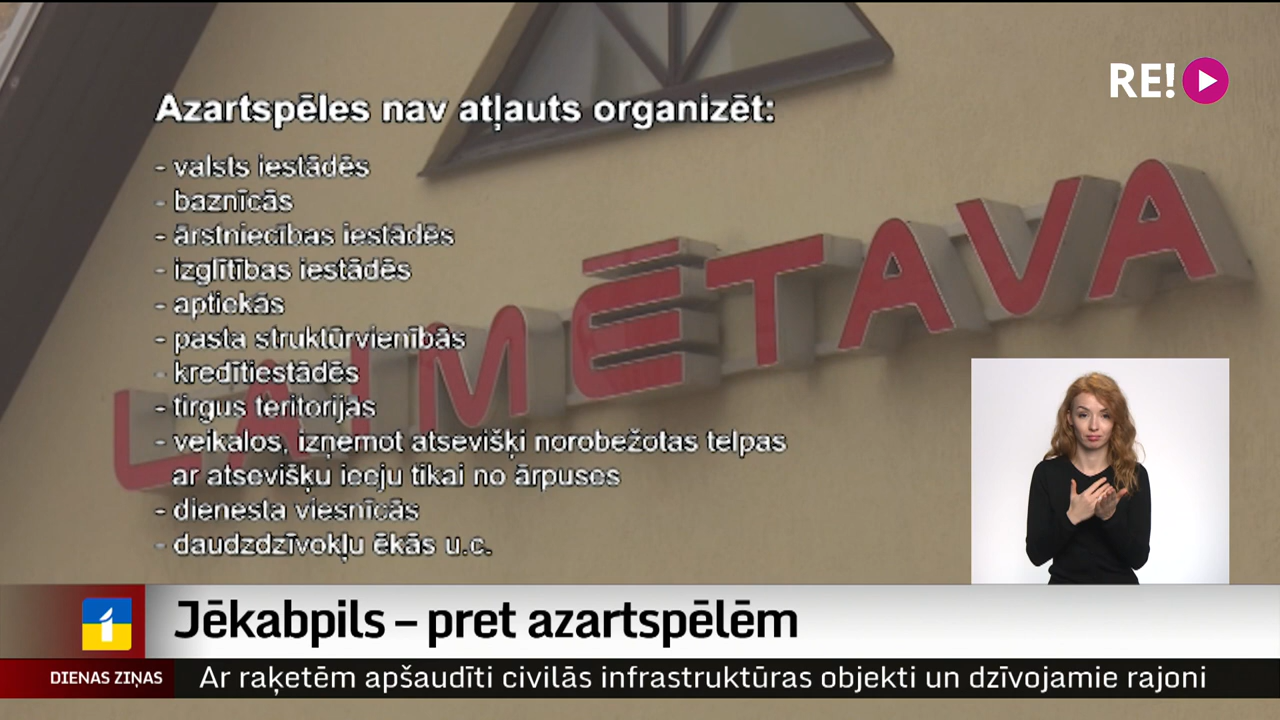 RE!
Azartspēles nav atļauts organizēt:
- valsts iestādēs
- baznīcās
- ārstniecības iestādēs
- izglītības iestādēs
- aptiekās
- pasta struktūrvienībās
- kredītiestādēs
- tirgus teritorijās
- veikalos, izņemot atsevišķi norobežotas telpas
ar atsevišķu ieeju tikai no ārpuses
- dienesta viesnīcās
- daudzdzīvokļu ēkās u.c.
LAIMĒTAVA
1
Jēkabpils – pret azartspēlēm
DIENAS ZIŅAS
Ar raķetēm apšaudīti civilās infrastruktūras objekti un dzīvojamie rajoni